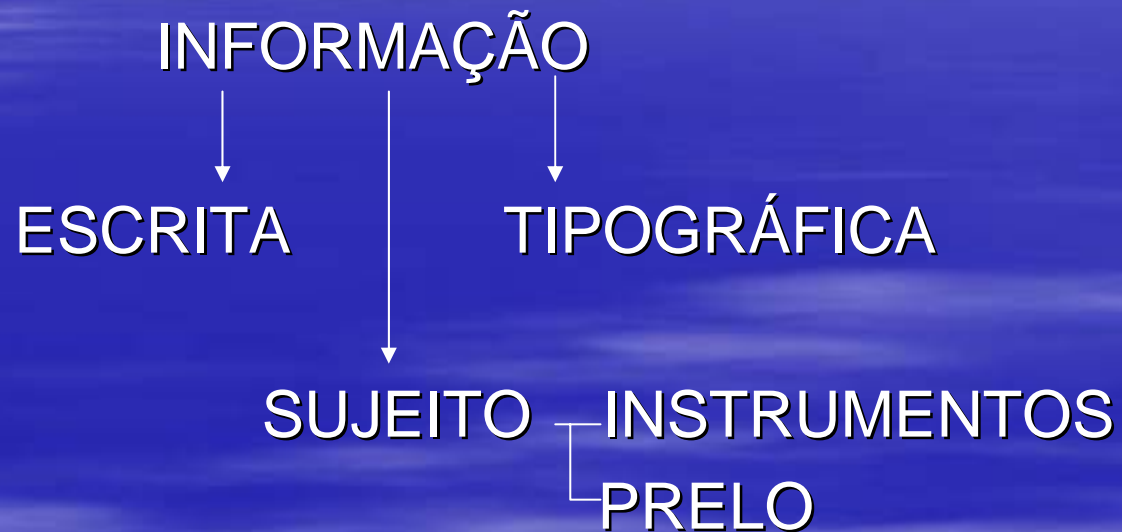 INFORMAÇÃO
ESCRITA TIPOGRÁFICA
SUJEITO INSTRUMENTOS
PRELO